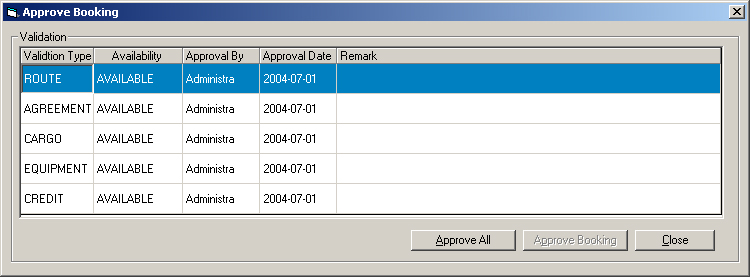 Approve Booking
Validation
Validtion Type Availability Approval By Approval Date Remark
ROUTE AVAILABLE Administra 2004-07-01
AGREEMENT AVAILABLE Administra 2004-07-01
CARGO AVAILABLE Administra 2004-07-01
EQUIPMENT AVAILABLE Administra 2004-07-01
CREDIT AVAILABLE Administra 2004-07-01
Approve All Approve Booking Close